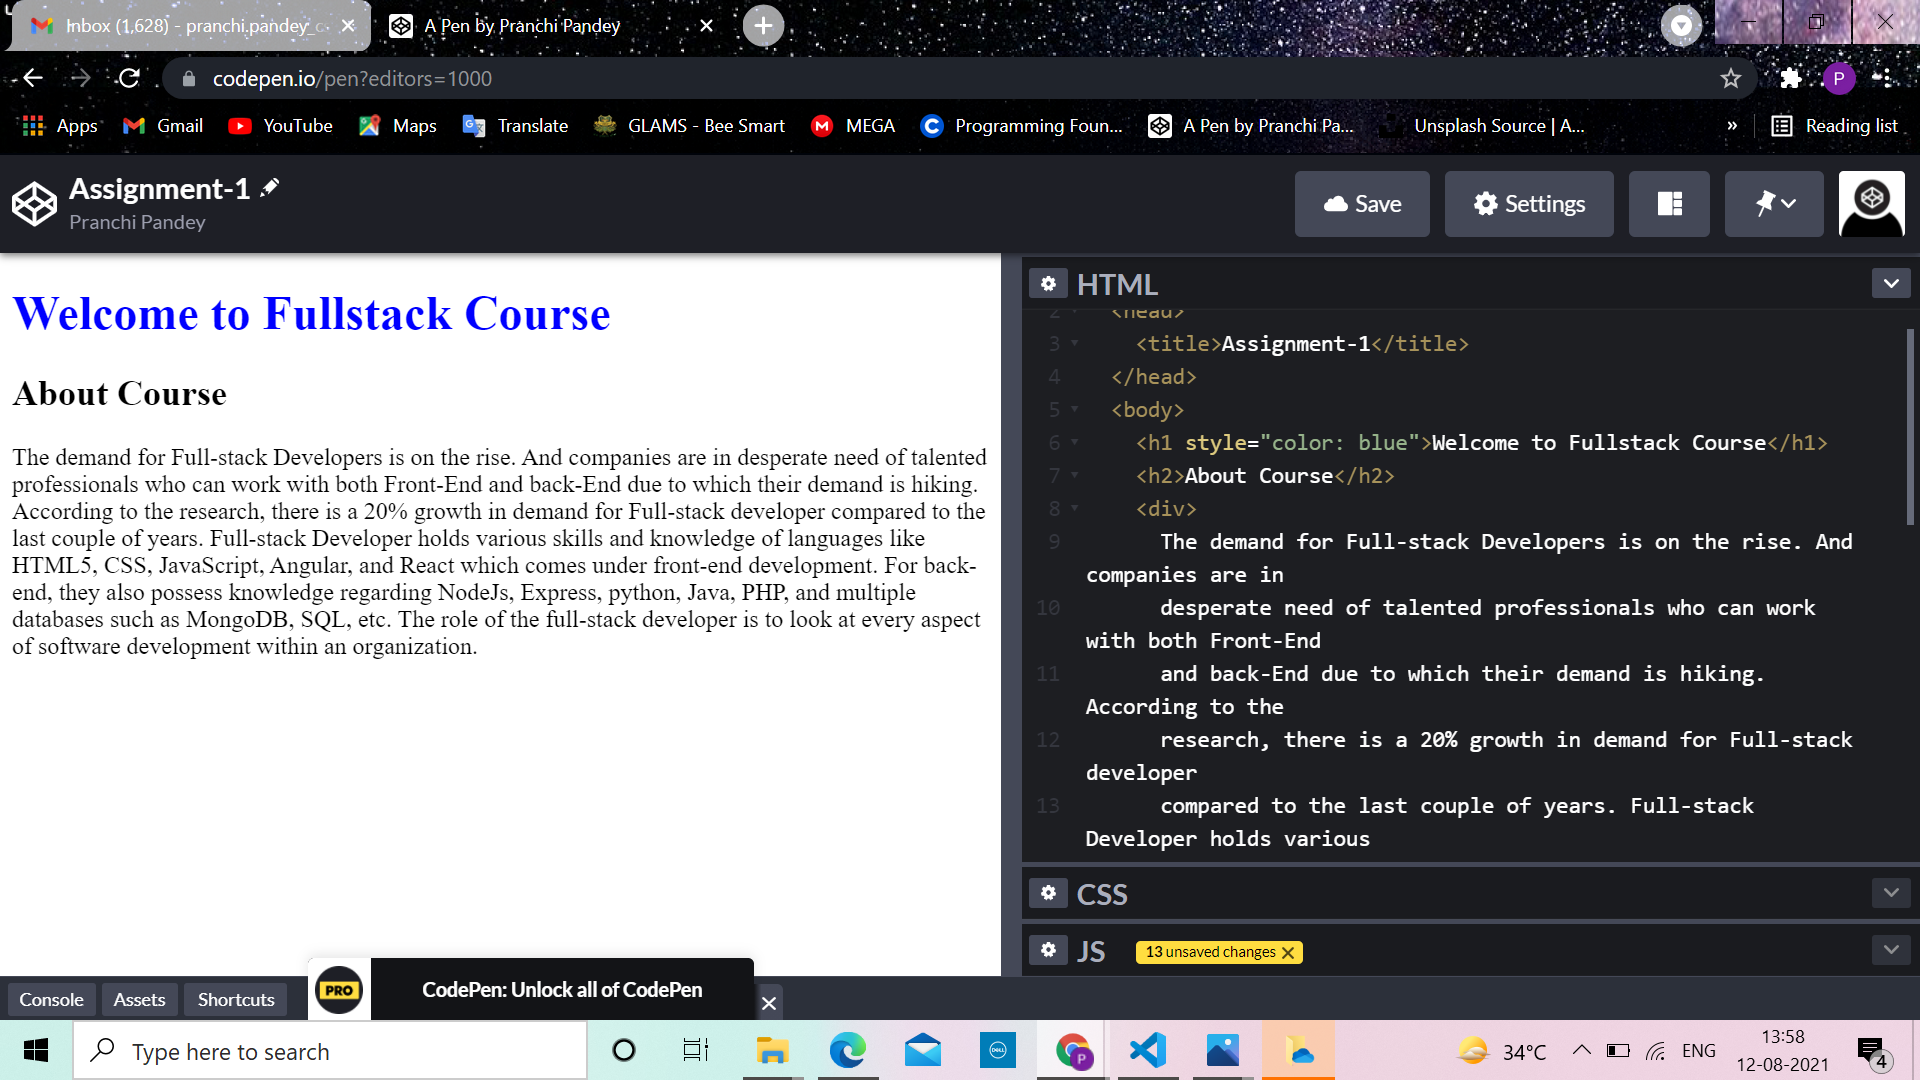 Inbox (1,628) - pranchi.pandey_c
A Pen by Pranchi Pandey
codepen.io/pen?editors=1000
P
Apps
Gmail
YouTube
Maps
Translate
GLAMS - Bee Smart
MEGA
Programming Foun...
A Pen by Pranchi Pa...
Unsplash Source | A...
»
Reading list
Assignment-1
Pranchi Pandey
Save
Settings
Welcome to Fullstack Course
About Course
The demand for Full-stack Developers is on the rise. And companies are in desperate need of talented
professionals who can work with both Front-End and back-End due to which their demand is hiking.
According to the research, there is a 20% growth in demand for Full-stack developer compared to the
last couple of years. Full-stack Developer holds various skills and knowledge of languages like
HTML5, CSS, JavaScript, Angular, and React which comes under front-end development. For back-
end, they also possess knowledge regarding NodeJs, Express, python, Java, PHP, and multiple
databases such as MongoDB, SQL, etc. The role of the full-stack developer is to look at every aspect
of software development within an organization.
HTML
2 <head>
3 <title>Assignment-1</title>
4 </head>
5 <body>
6 <h1 style="color: blue">Welcome to Fullstack Course</h1>
7 <h2>About Course</h2>
8 <div>
9 The demand for Full-stack Developers is on the rise. And
companies are in
10 desperate need of talented professionals who can work
with both Front-End
11 and back-End due to which their demand is hiking.
According to the
12 research, there is a 20% growth in demand for Full-stack
developer
13 compared to the last couple of years. Full-stack
Developer holds various
CSS
JS
13 unsaved changes
Console
Assets
Shortcuts
PRO
CodePen: Unlock all of CodePen
Type here to search
DELL
P
34°C
ENG
13:58
12-08-2021
4